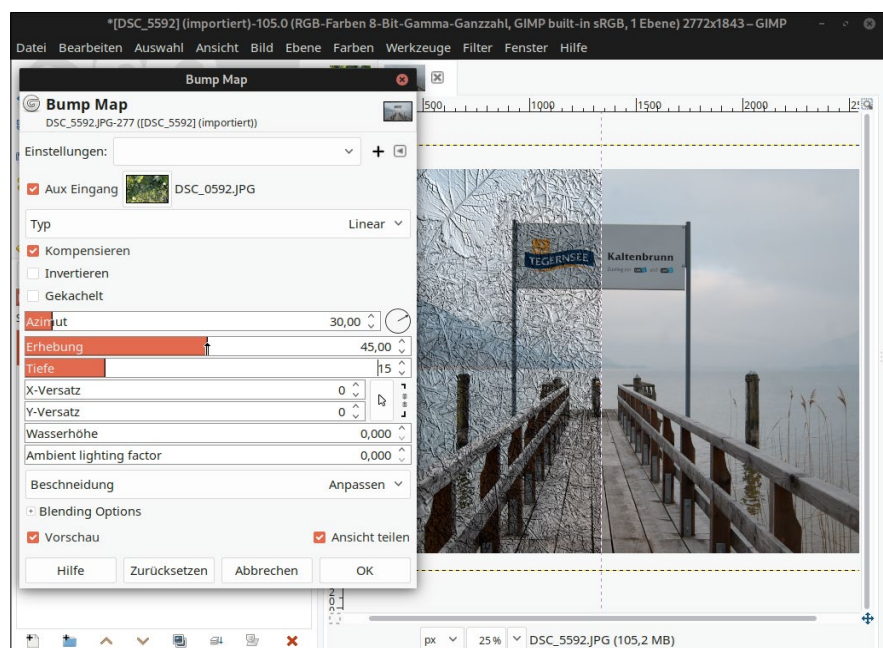 *[DSC_5592] (importiert)-105.0 (RGB-Farben 8-Bit-Gamma-Ganzzahl, GIMP built-in sRGB, 1 Ebene) 2772x1843 – GIMP
Datei Bearbeiten Auswahl Ansicht Bild Ebene Farben Werkzeuge Filter Fenster Hilfe
Bump Map
Bump Map
DSC_5592.JPG-277 ([DSC_5592] (importiert))
Einstellungen:
Aux Eingang DSC_0592.JPG
Typ Linear
Kompensieren
Invertieren
Gekachelt
Azimut 30,00
Erhebung 45,00
Tiefe 15
X-Versatz 0
Y-Versatz 0
Wasserhöhe 0,000
Ambient lighting factor 0,000
Beschneidung Anpassen
Blending Options
Vorschau Ansicht teilen
Hilfe Zurücksetzen Abbrechen OK
500 1000 1500 2000
TEGERNSEE
Kaltenbrunn
px 25 % DSC_5592.JPG (105,2 MB)